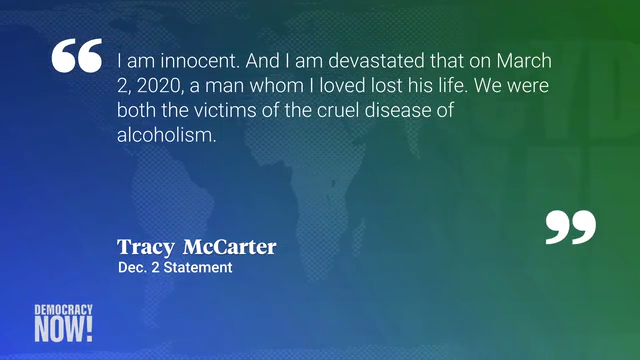 “
I am innocent. And I am devastated that on March
2, 2020, a man whom I loved lost his life. We were
both the victims of the cruel disease of
alcoholism.
”
Tracy McCarter
Dec. 2 Statement
DEMOCRACY
NOW!